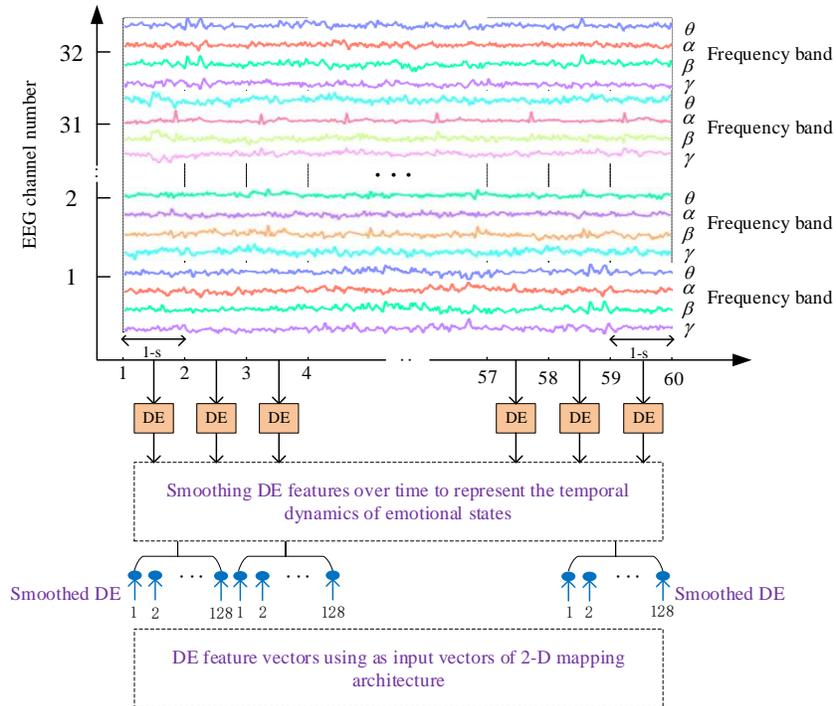 EEG channel number
θ
32 α Frequency band
β
γ
θ
31 α Frequency band
β
γ
θ
2 α Frequency band
β
γ
θ
1 α Frequency band
β
γ
1-s 1-s
1 2 3 4 57 58 59 60
DE DE DE DE DE DE
Smoothing DE features over time to represent the temporal
dynamics of emotional states
Smoothed DE Smoothed DE
1 2 128 1 2 128 1 2 128
DE feature vectors using as input vectors of 2-D mapping
architecture